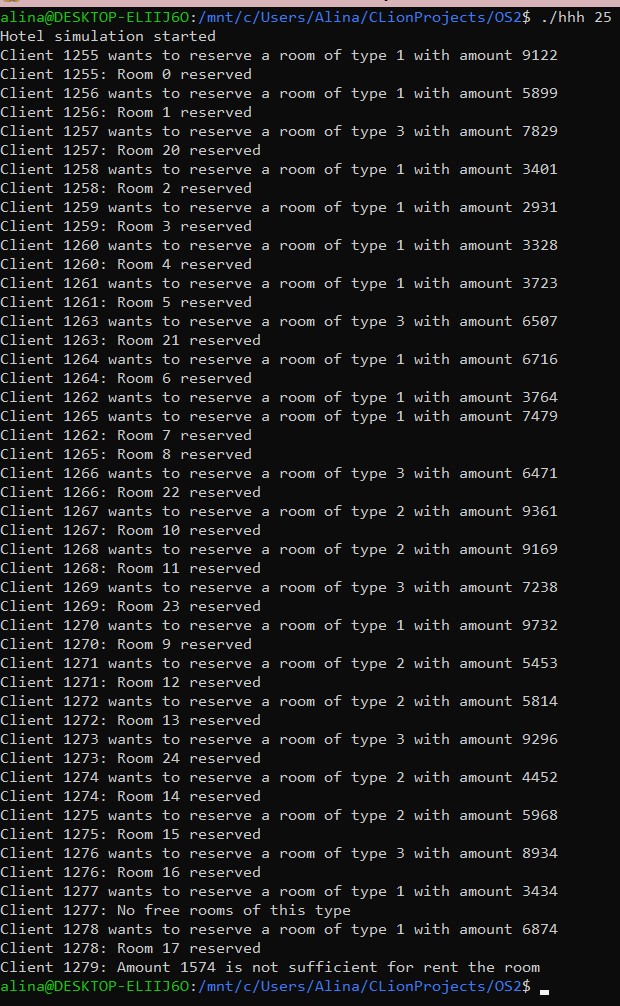 alina@DESKTOP-ELIIJ6O:/mnt/c/Users/Alina/CLionProjects/OS2$ ./hhh 25
Hotel simulation started
Client 1255 wants to reserve a room of type 1 with amount 9122
Client 1255: Room 0 reserved
Client 1256 wants to reserve a room of type 1 with amount 5899
Client 1256: Room 1 reserved
Client 1257 wants to reserve a room of type 3 with amount 7829
Client 1257: Room 20 reserved
Client 1258 wants to reserve a room of type 1 with amount 3401
Client 1258: Room 2 reserved
Client 1259 wants to reserve a room of type 1 with amount 2931
Client 1259: Room 3 reserved
Client 1260 wants to reserve a room of type 1 with amount 3328
Client 1260: Room 4 reserved
Client 1261 wants to reserve a room of type 1 with amount 3723
Client 1261: Room 5 reserved
Client 1263 wants to reserve a room of type 3 with amount 6507
Client 1263: Room 21 reserved
Client 1264 wants to reserve a room of type 1 with amount 6716
Client 1264: Room 6 reserved
Client 1262 wants to reserve a room of type 1 with amount 3764
Client 1265 wants to reserve a room of type 1 with amount 7479
Client 1262: Room 7 reserved
Client 1265: Room 8 reserved
Client 1266 wants to reserve a room of type 3 with amount 6471
Client 1266: Room 22 reserved
Client 1267 wants to reserve a room of type 2 with amount 9361
Client 1267: Room 10 reserved
Client 1268 wants to reserve a room of type 2 with amount 9169
Client 1268: Room 11 reserved
Client 1269 wants to reserve a room of type 3 with amount 7238
Client 1269: Room 23 reserved
Client 1270 wants to reserve a room of type 1 with amount 9732
Client 1270: Room 9 reserved
Client 1271 wants to reserve a room of type 2 with amount 5453
Client 1271: Room 12 reserved
Client 1272 wants to reserve a room of type 2 with amount 5814
Client 1272: Room 13 reserved
Client 1273 wants to reserve a room of type 3 with amount 9296
Client 1273: Room 24 reserved
Client 1274 wants to reserve a room of type 2 with amount 4452
Client 1274: Room 14 reserved
Client 1275 wants to reserve a room of type 2 with amount 5968
Client 1275: Room 15 reserved
Client 1276 wants to reserve a room of type 3 with amount 8934
Client 1276: Room 16 reserved
Client 1277 wants to reserve a room of type 1 with amount 3434
Client 1277: No free rooms of this type
Client 1278 wants to reserve a room of type 1 with amount 6874
Client 1278: Room 17 reserved
Client 1279: Amount 1574 is not sufficient for rent the room
alina@DESKTOP-ELIIJ6O:/mnt/c/Users/Alina/CLionProjects/OS2$